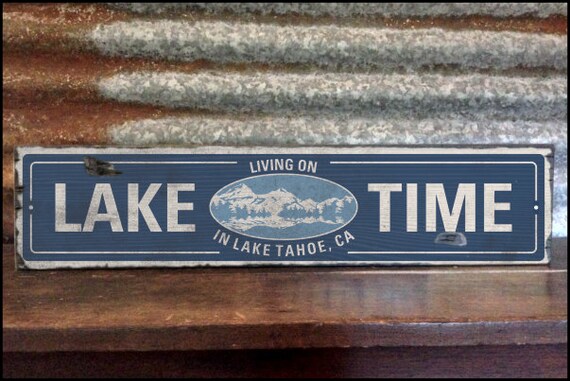 LIVING ON
LAKE TIME
IN LAKE TAHOE, CA